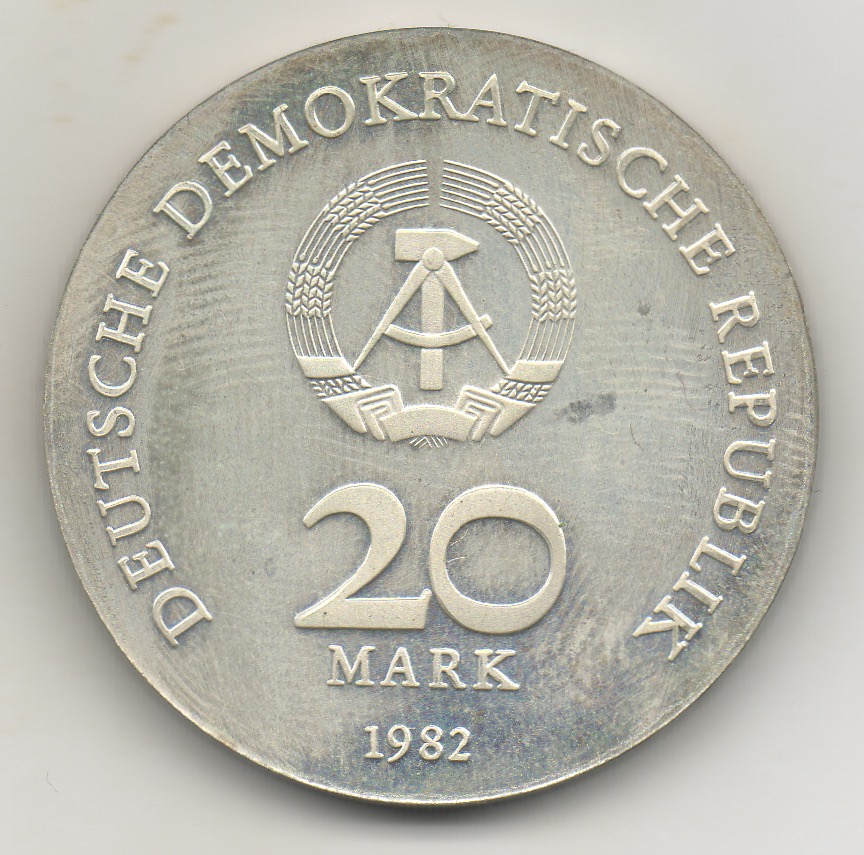 DEUTSCHE DEMOKRATISCHE REPUBLIK
20
MARK
1982